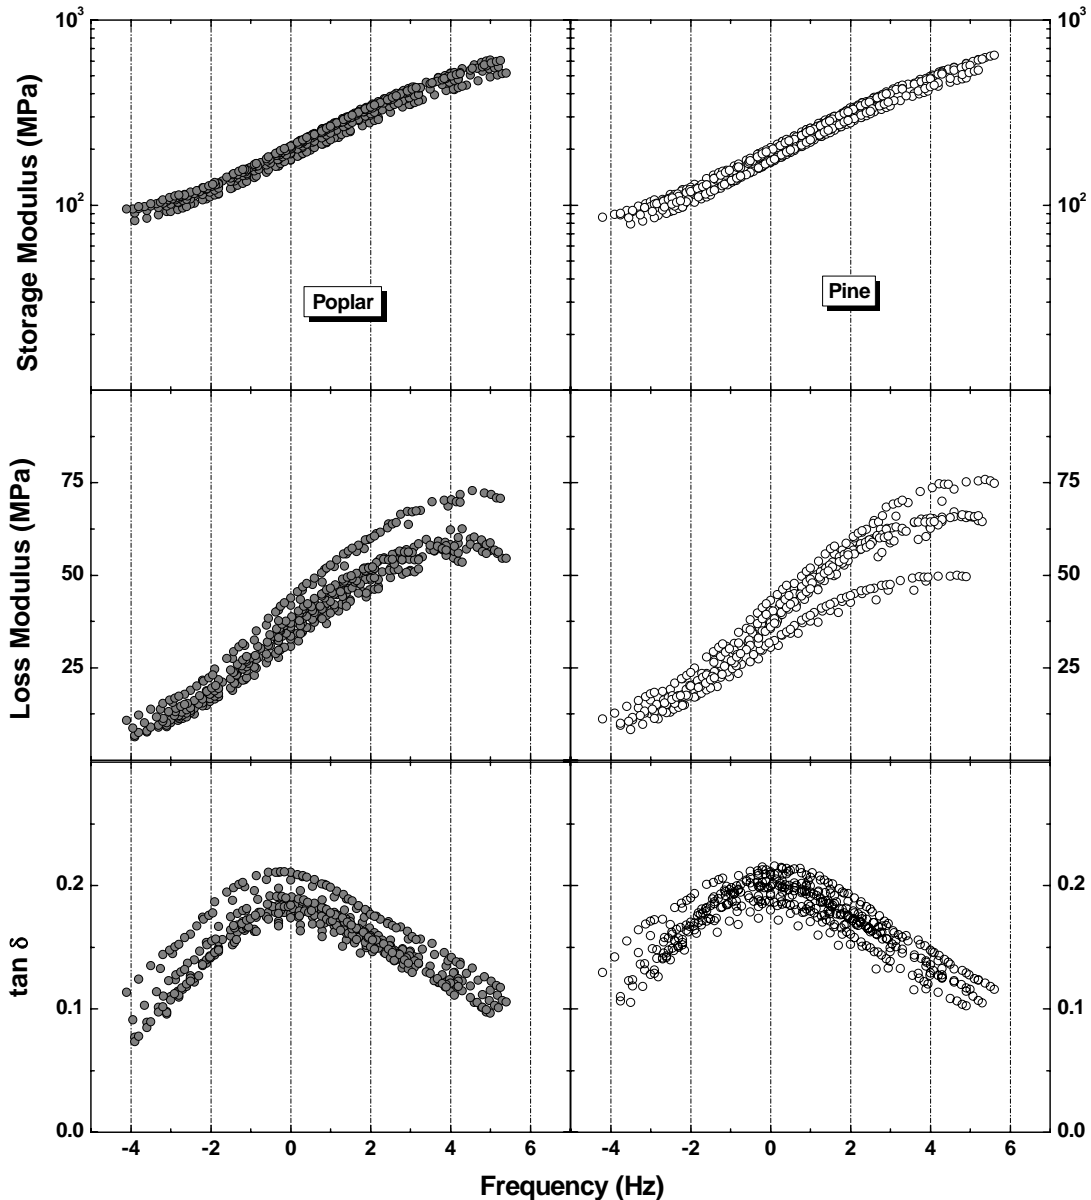 10³ 10³
Storage Modulus (MPa)
10² 10²
Poplar Pine
Loss Modulus (MPa)
75 75
50 50
25 25
tan δ
0.2 0.2
0.1 0.1
0.0 0.0
-4 -2 0 2 4 6 -4 -2 0 2 4 6
Frequency (Hz)